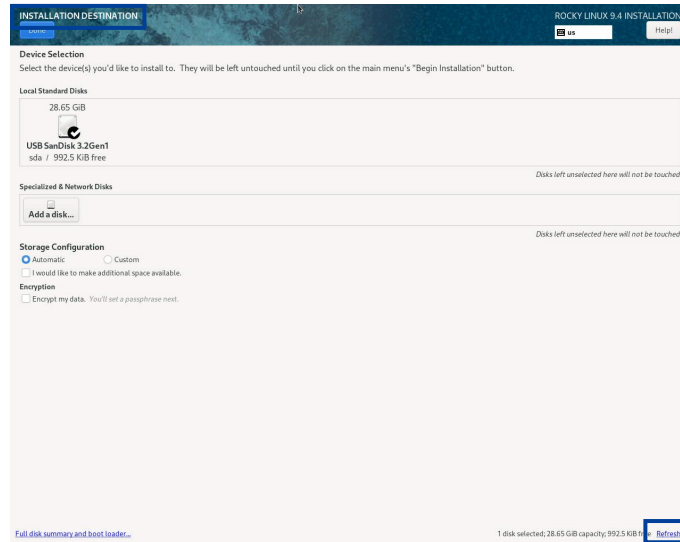 INSTALLATION DESTINATION
ROCKY LINUX 9.4 INSTALLATION
Done
us
Help!
Device Selection
Select the device(s) you'd like to install to. They will be left untouched until you click on the main menu's "Begin Installation" button.
Local Standard Disks
28.65 GiB
USB SanDisk 3.2Gen1
sda / 992.5 KiB free
Disks left unselected here will not be touched
Specialized & Network Disks
Add a disk...
Disks left unselected here will not be touched
Storage Configuration
Automatic Custom
I would like to make additional space available.
Encryption
Encrypt my data. You'll set a passphrase next.
Full disk summary and boot loader...
1 disk selected; 28.65 GiB capacity; 992.5 KiB fr e Refresh